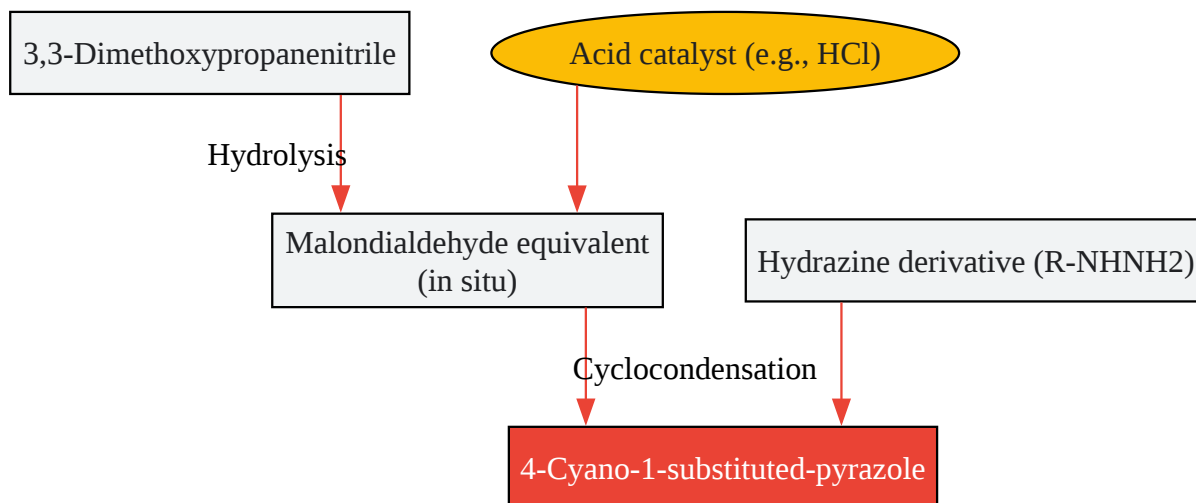 3,3-Dimethoxypropanenitrile
Acid catalyst (e.g., HCl)
Hydrolysis
Malondialdehyde equivalent
(in situ)
Hydrazine derivative (R-NHNH2)
Cyclocondensation
4-Cyano-1-substituted-pyrazole